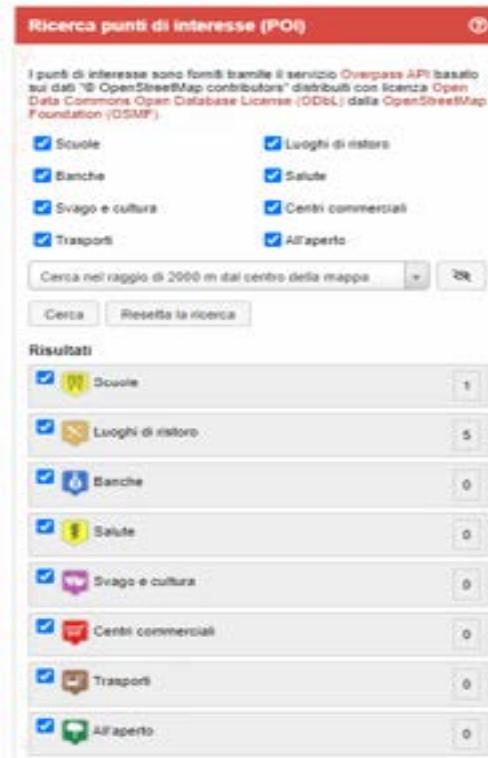 Ricerca punti di interesse (POI)
I punti di interesse sono forniti tramite il servizio Overpass API basato
sui dati "© OpenStreetMap contributors" distribuiti con licenza Open
Data Commons Open Database License (ODbL) dalla OpenStreetMap
Foundation (OSMF).
Scuole
Luoghi di ristoro
Banche
Salute
Svago e cultura
Centri commerciali
Trasporti
All'aperto
Cerca nel raggio di 2000 m dal centro della mappa
Cerca
Resetta la ricerca
Risultati
Scuole 1
Luoghi di ristoro 5
Banche 0
Salute 0
Svago e cultura 0
Centri commerciali 0
Trasporti 0
All'aperto 0